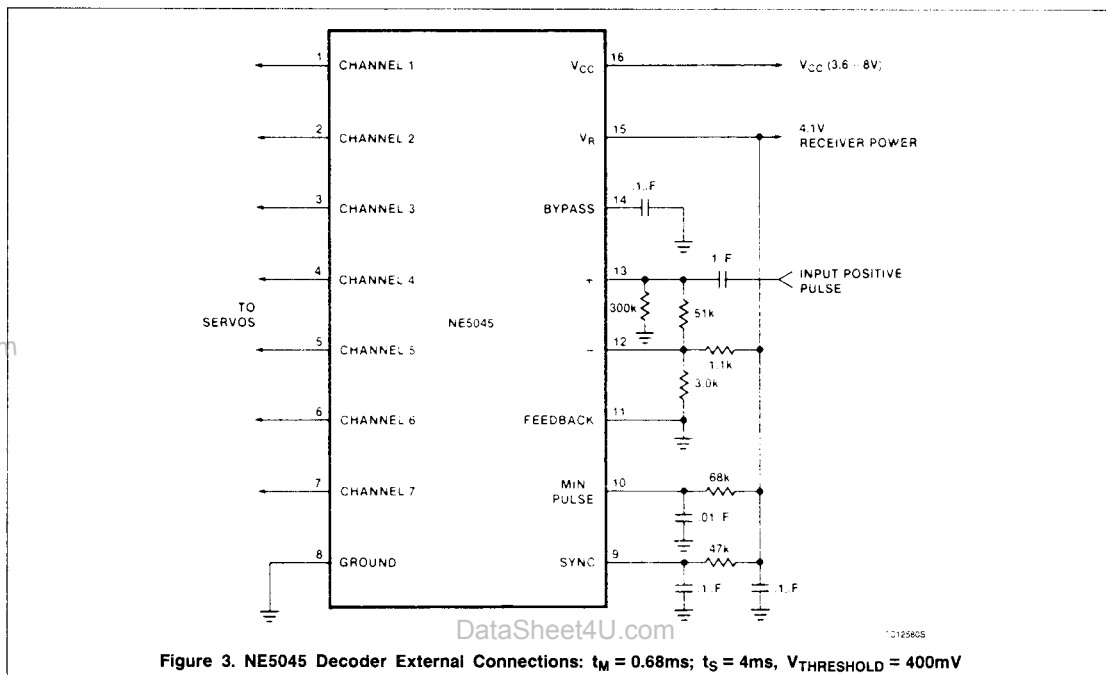 1 CHANNEL 1
2 CHANNEL 2
3 CHANNEL 3
4 CHANNEL 4
TO
SERVOS
5 CHANNEL 5
6 CHANNEL 6
7 CHANNEL 7
8 GROUND
NE5045
VCC 16
VCC (3.6 - 8V)
VR 15
4.1V
RECEIVER POWER
BYPASS 14
.1 F
+ 13
1 F
INPUT POSITIVE
PULSE
300k
51k
− 12
1.1k
3.0k
FEEDBACK 11
MIN
PULSE
10
68k
.01 F
SYNC 9
47k
.1 F
.1 F
m
DataSheet4U.com
Figure 3. NE5045 Decoder External Connections: tM = 0.68ms; tS = 4ms, VTHRESHOLD = 400mV